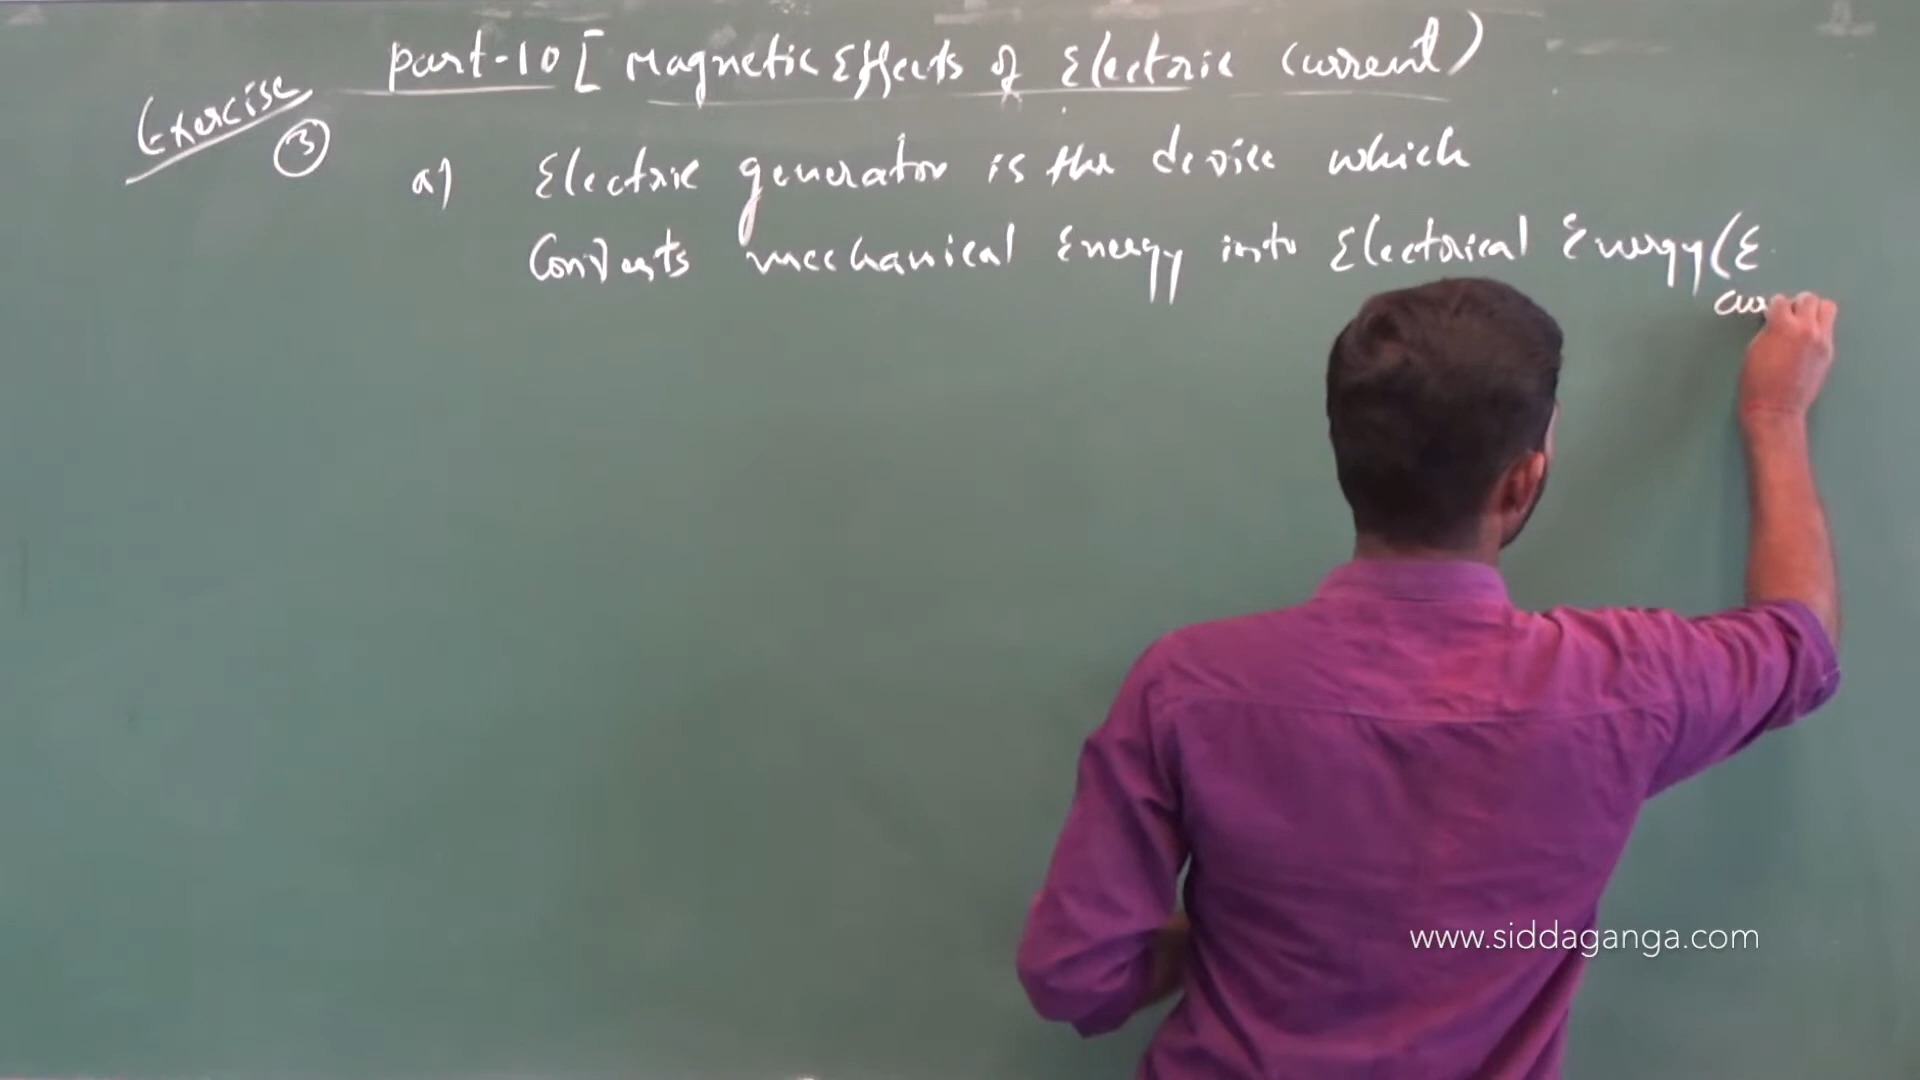 Part-10 [Magnetic Effects of Electric Current)
Exercise
③
a) Electric generator is the device which
Converts mechanical Energy into Electrical Energy (E
www.siddaganga.com